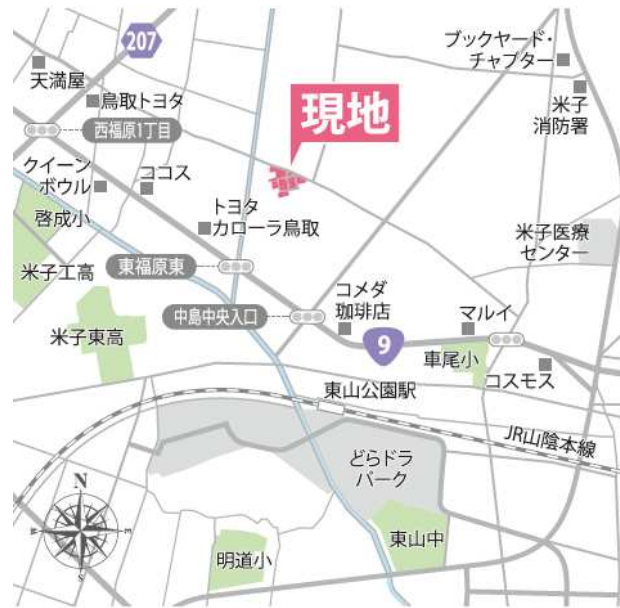 207
ブックヤード・
チャプター
天満屋
鳥取トヨタ
米子
消防署
現地
西福原1丁目
クイーン
ボウル
ココス
トヨタ
カローラ鳥取
啓成小
米子医療
センター
米子工高
東福原東
コメダ
珈琲店
マルイ
中島中央入口
米子東高
9
車尾小
コスモス
東山公園駅
JR山陰本線
どらドラ
パーク
N
W
E
S
東山中
明道小